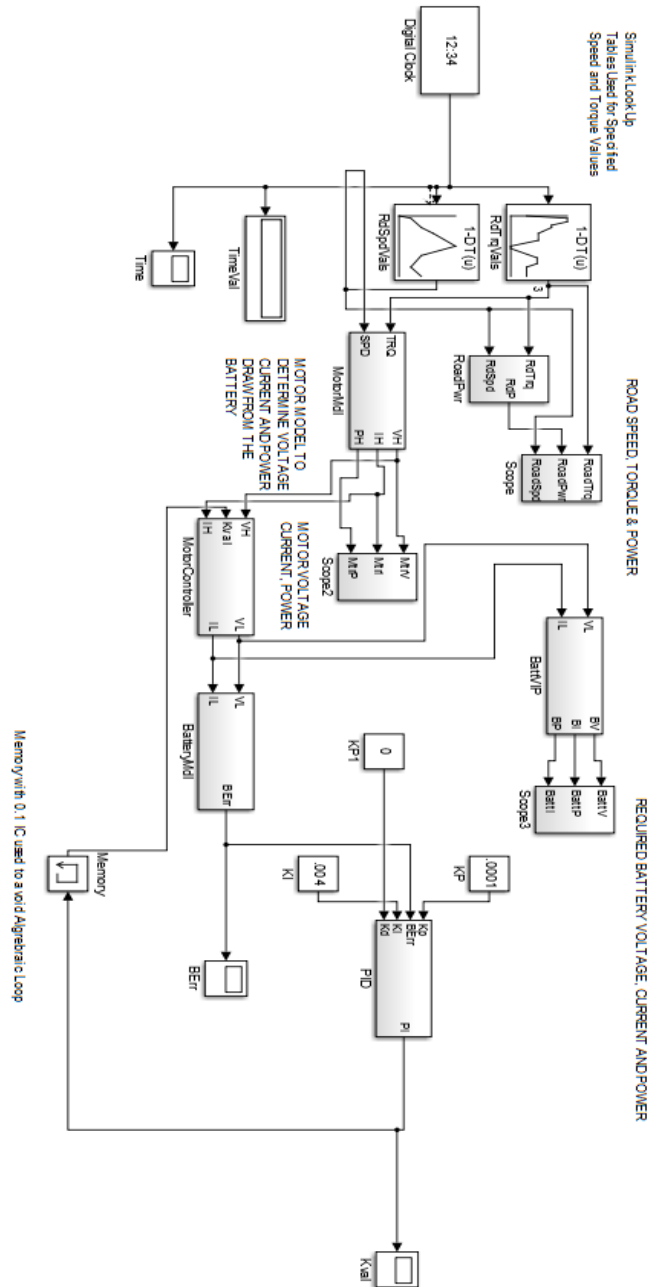 Simulink Look Up
Tables Used for Specified
Speed and Torque Values
12:34
Digital Clock
1-D T(u)
RdTrqVals
3
1-D T(u)
RdSpdVals
TimeVal
Time
ROAD SPEED, TORQUE & POWER
RdTrq
RdSpd
RdP
RoadPwr
RoadTrq
RoadPwr
RoadSpd
Scope
TRQ
SPD
VH
IH
PH
MotorMdl
MOTOR MODEL TO
DETERMINE VOLTAGE
CURRENT AND POWER
DRAW FROM THE
BATTERY
MtrV
MtrI
MtrP
Scope2
MOTOR VOLTAGE
CURRENT, POWER
VH
Kval
IH
VL
IL
MotorController
VL
IL
BErr
BatteryMdl
VL
IL
BV
BI
BP
BattVIP
BattV
BattP
BattI
Scope3
REQUIRED BATTERY VOLTAGE, CURRENT AND POWER
0
KP1
.0001
KP
.004
KI
Kp
BErr
KI
Kd
PI
PID
BErr
Memory
Memory with 0.1 IC used to avoid Algrebraic Loop
Kval